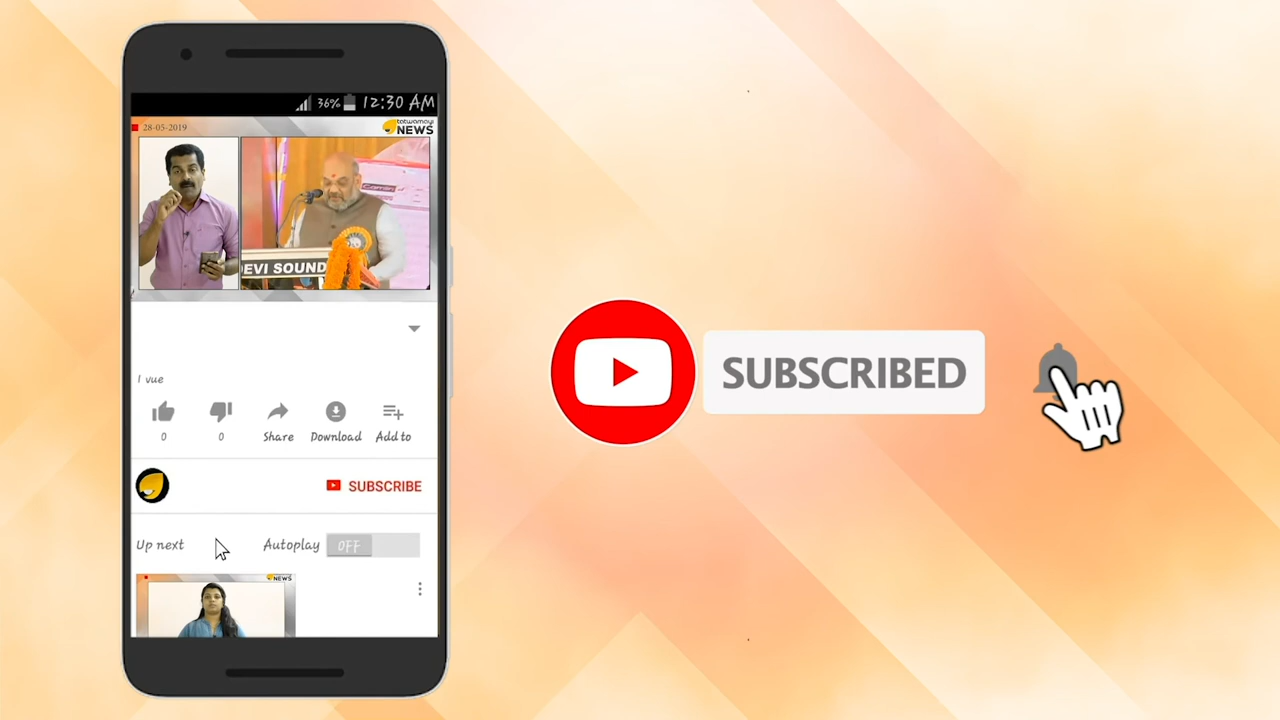 36% 12:30 AM
28-05-2019
tatwamayi
NEWS
DEVI SOUND
1 vue
0
0
Share
Download
Add to
SUBSCRIBE
Up next
Autoplay
OFF
NEWS
SUBSCRIBED